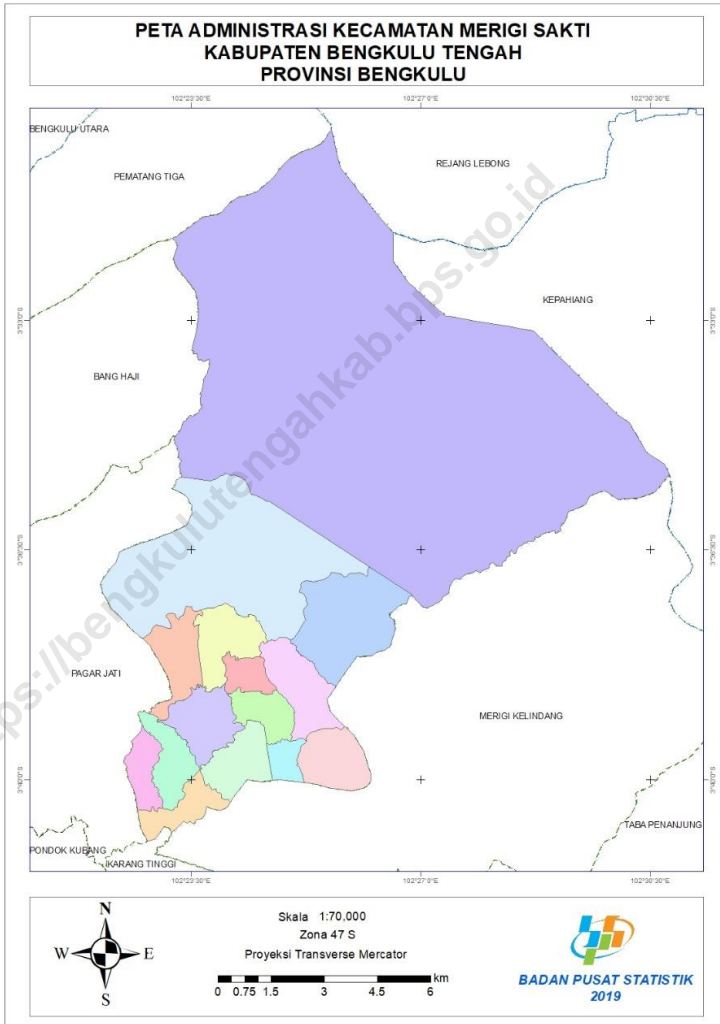 PETA ADMINISTRASI KECAMATAN MERIGI SAKTI
KABUPATEN BENGKULU TENGAH
PROVINSI BENGKULU
102°23'30"E 102°27'0"E 102°30'30"E
BENGKULU UTARA
REJANG LEBONG
PEMATANG TIGA
KEPAHIANG
BANG HAJI
PAGAR JATI
MERIGI KELINDANG
TABA PENANJUNG
PONDOK KUBANG
KARANG TINGGI
102°23'30"E 102°27'0"E 102°30'30"E
https://bengkulutengahkab.bps.go.id
N
W E
S
Skala 1:70,000
Zona 47 S
Proyeksi Transverse Mercator
km
0 0.75 1.5 3 4.5 6
BADAN PUSAT STATISTIK
2019